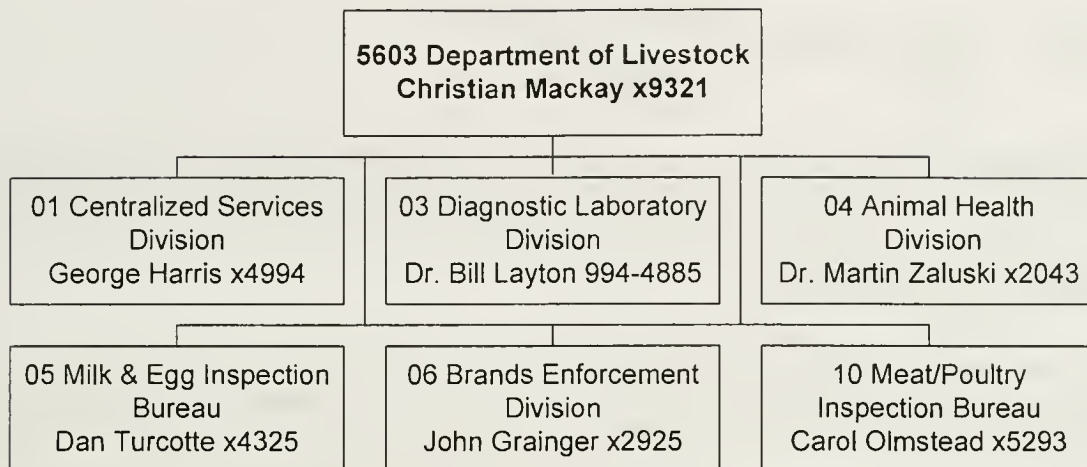 5603 Department of Livestock
Christian Mackay x9321
01 Centralized Services
Division
George Harris x4994
03 Diagnostic Laboratory
Division
Dr. Bill Layton 994-4885
04 Animal Health
Division
Dr. Martin Zaluski x2043
05 Milk & Egg Inspection
Bureau
Dan Turcotte x4325
06 Brands Enforcement
Division
John Grainger x2925
10 Meat/Poultry
Inspection Bureau
Carol Olmstead x5293